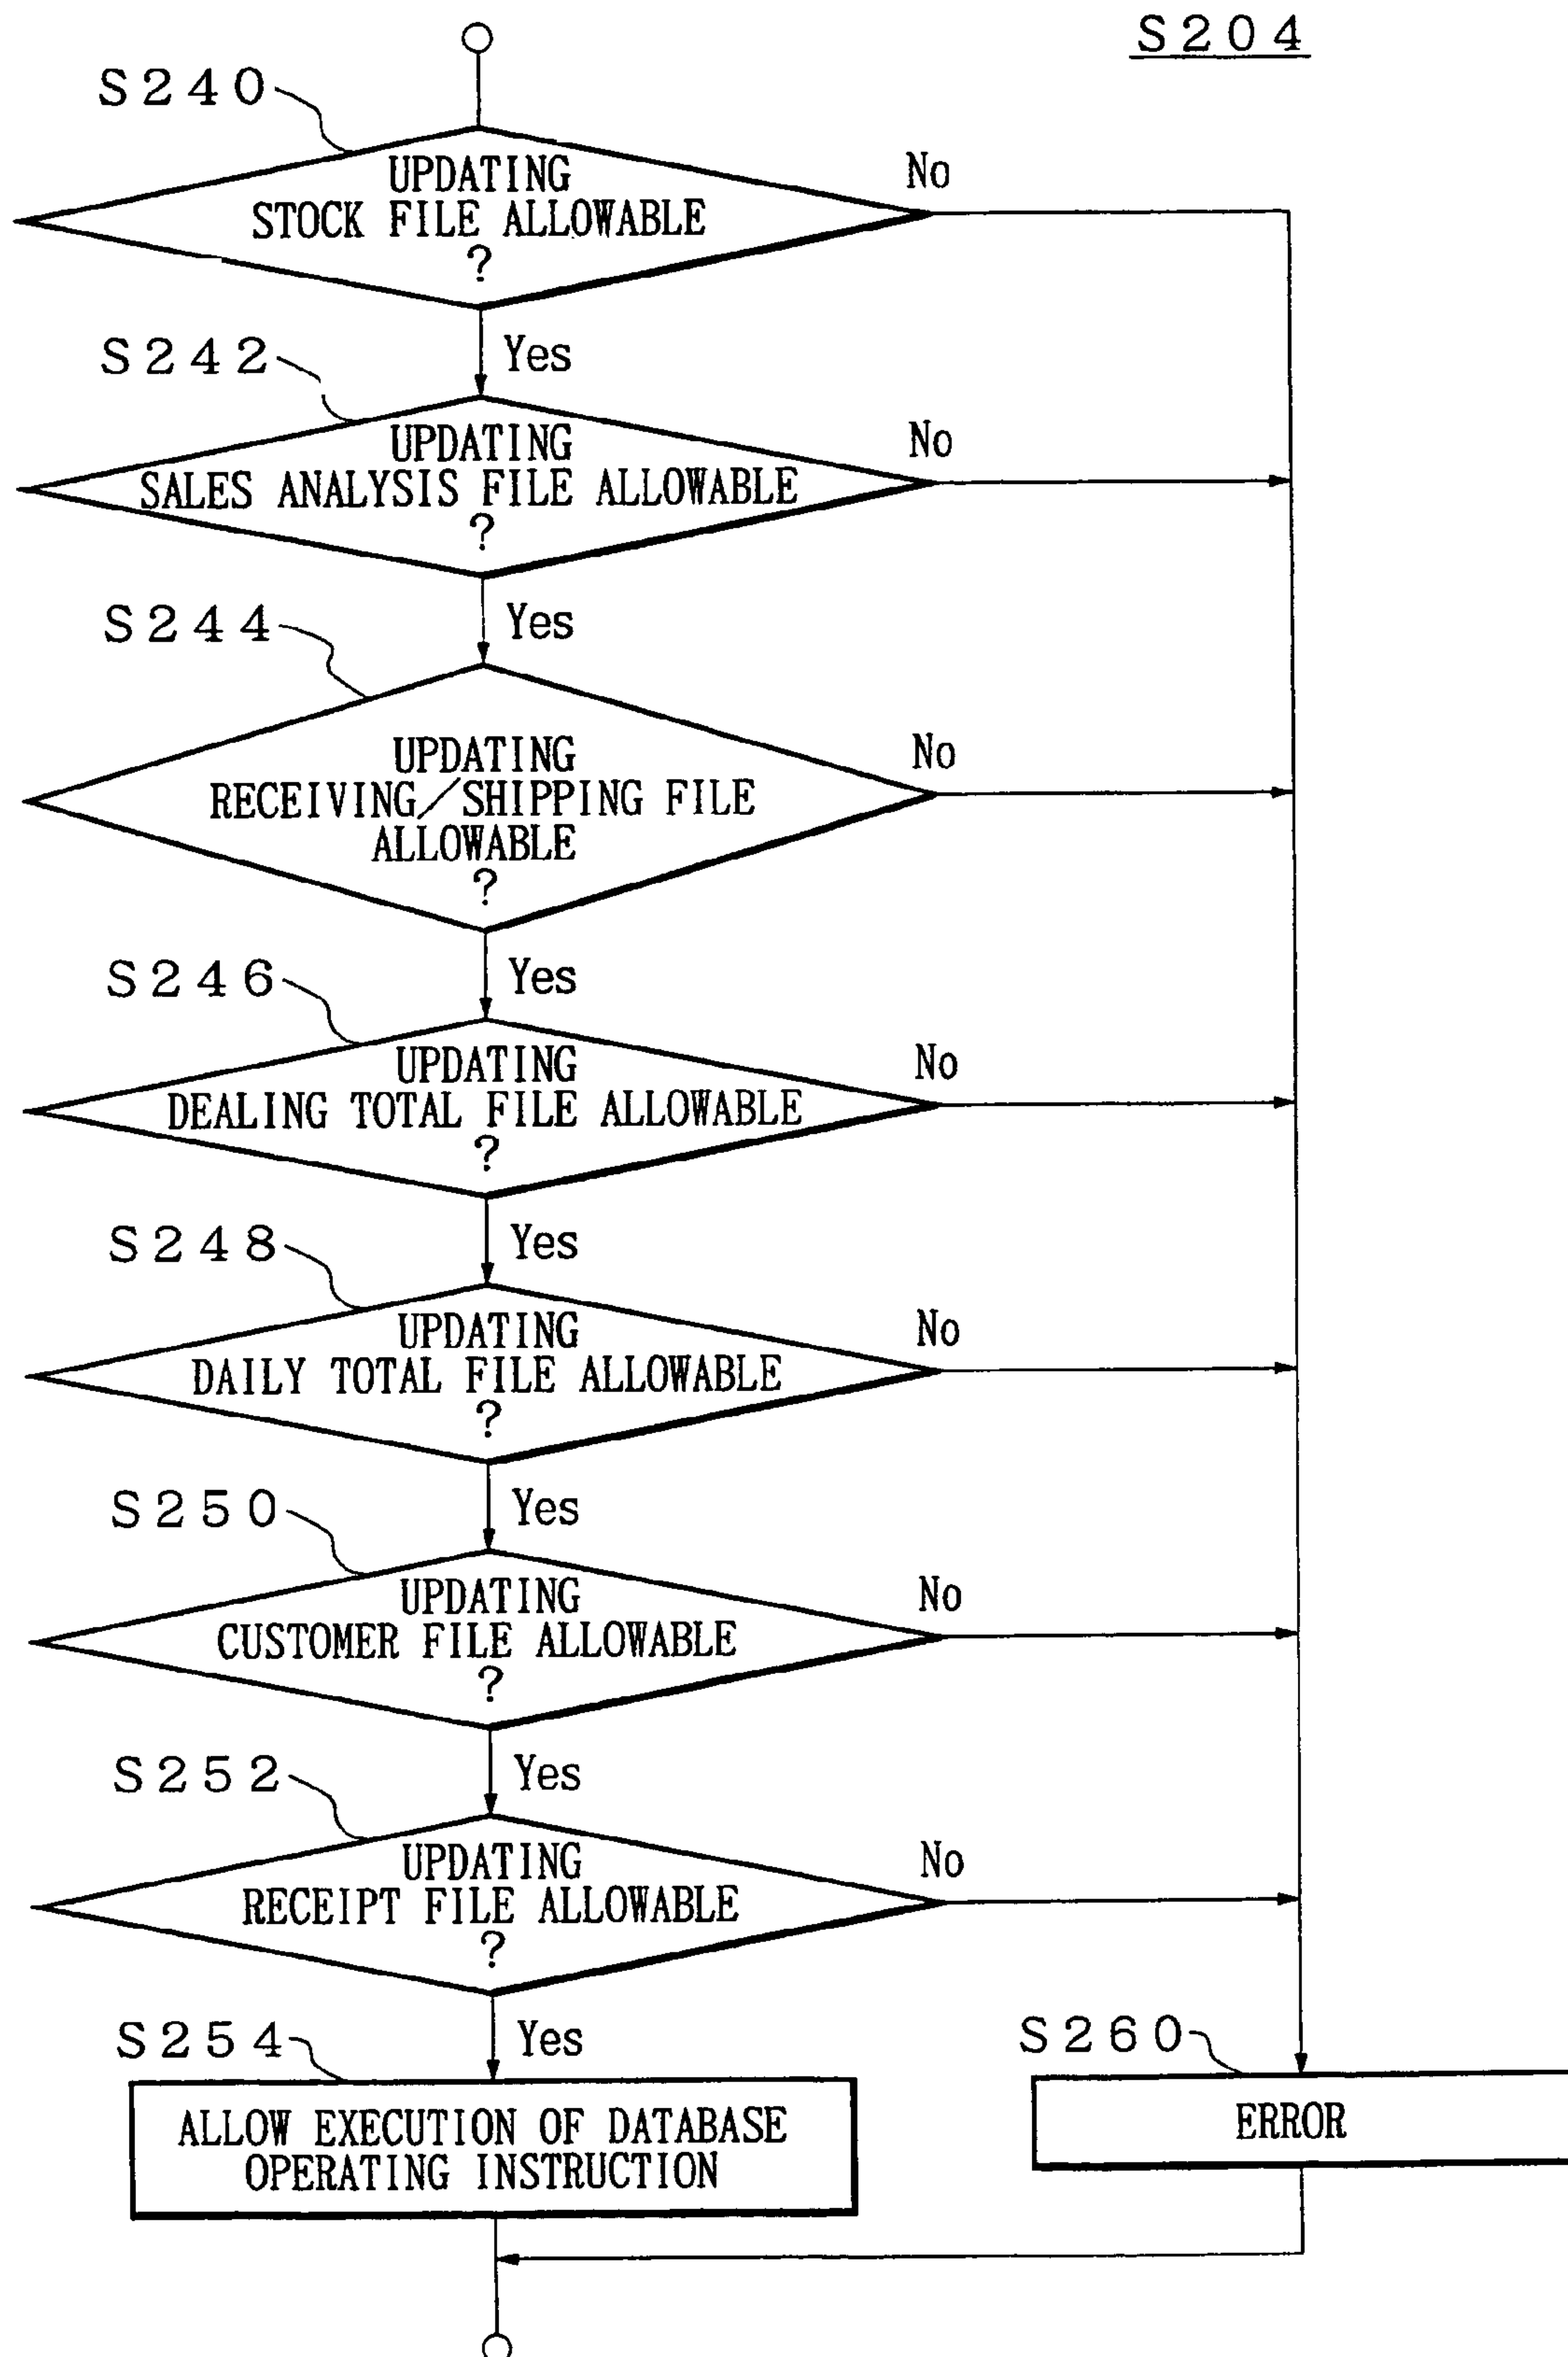 S204
S240
UPDATING
STOCK FILE ALLOWABLE
?
No
Yes
S242
UPDATING
SALES ANALYSIS FILE ALLOWABLE
?
No
Yes
S244
UPDATING
RECEIVING/SHIPPING FILE
ALLOWABLE
?
No
Yes
S246
UPDATING
DEALING TOTAL FILE ALLOWABLE
?
No
Yes
S248
UPDATING
DAILY TOTAL FILE ALLOWABLE
?
No
Yes
S250
UPDATING
CUSTOMER FILE ALLOWABLE
?
No
Yes
S252
UPDATING
RECEIPT FILE ALLOWABLE
?
No
Yes
S254
ALLOW EXECUTION OF DATABASE
OPERATING INSTRUCTION
S260
ERROR